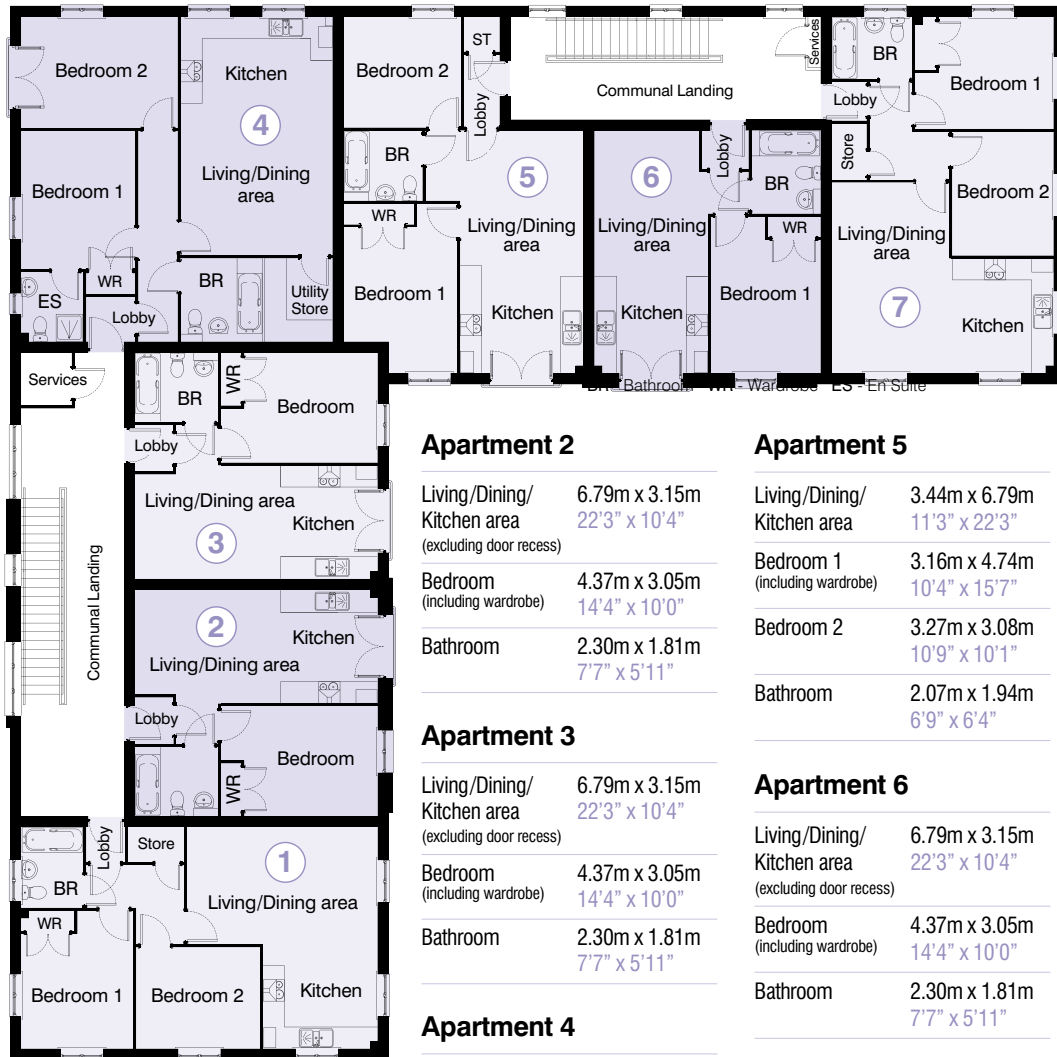 Bedroom 2
Kitchen
4
Living/Dining
area
Bedroom 1
WR
ES
Lobby
BR
Utility
Store
Bedroom 2
ST
Lobby
BR
5
WR
Living/Dining
area
Bedroom 1
Kitchen
Communal Landing
Services
6
Lobby
BR
Living/Dining
area
WR
Bedroom 1
Kitchen
BR
Bedroom 1
Lobby
Store
Bedroom 2
Living/Dining
area
7
Kitchen
BR - Bathroom WR - Wardrobe ES - En Suite
Services
Communal Landing
BR
WR
Bedroom
Lobby
Living/Dining area
Kitchen
3
2
Kitchen
Living/Dining area
Lobby
Bedroom
WR
Lobby
Store
1
BR
Living/Dining area
WR
Bedroom 1
Bedroom 2
Kitchen
Apartment 2
Living/Dining/ 6.79m x 3.15m
Kitchen area 22'3” x 10'4”
(excluding door recess)
Bedroom 4.37m x 3.05m
(including wardrobe) 14'4” x 10'0”
Bathroom 2.30m x 1.81m
7'7” x 5'11”
Apartment 3
Living/Dining/ 6.79m x 3.15m
Kitchen area 22'3” x 10'4”
(excluding door recess)
Bedroom 4.37m x 3.05m
(including wardrobe) 14'4” x 10'0”
Bathroom 2.30m x 1.81m
7'7” x 5'11”
Apartment 4
Apartment 5
Living/Dining/ 3.44m x 6.79m
Kitchen area 11'3” x 22'3”
Bedroom 1 3.16m x 4.74m
(including wardrobe) 10'4” x 15'7”
Bedroom 2 3.27m x 3.08m
10'9” x 10'1”
Bathroom 2.07m x 1.94m
6'9” x 6'4”
Apartment 6
Living/Dining/ 6.79m x 3.15m
Kitchen area 22'3” x 10'4”
(excluding door recess)
Bedroom 4.37m x 3.05m
(including wardrobe) 14'4” x 10'0”
Bathroom 2.30m x 1.81m
7'7” x 5'11”